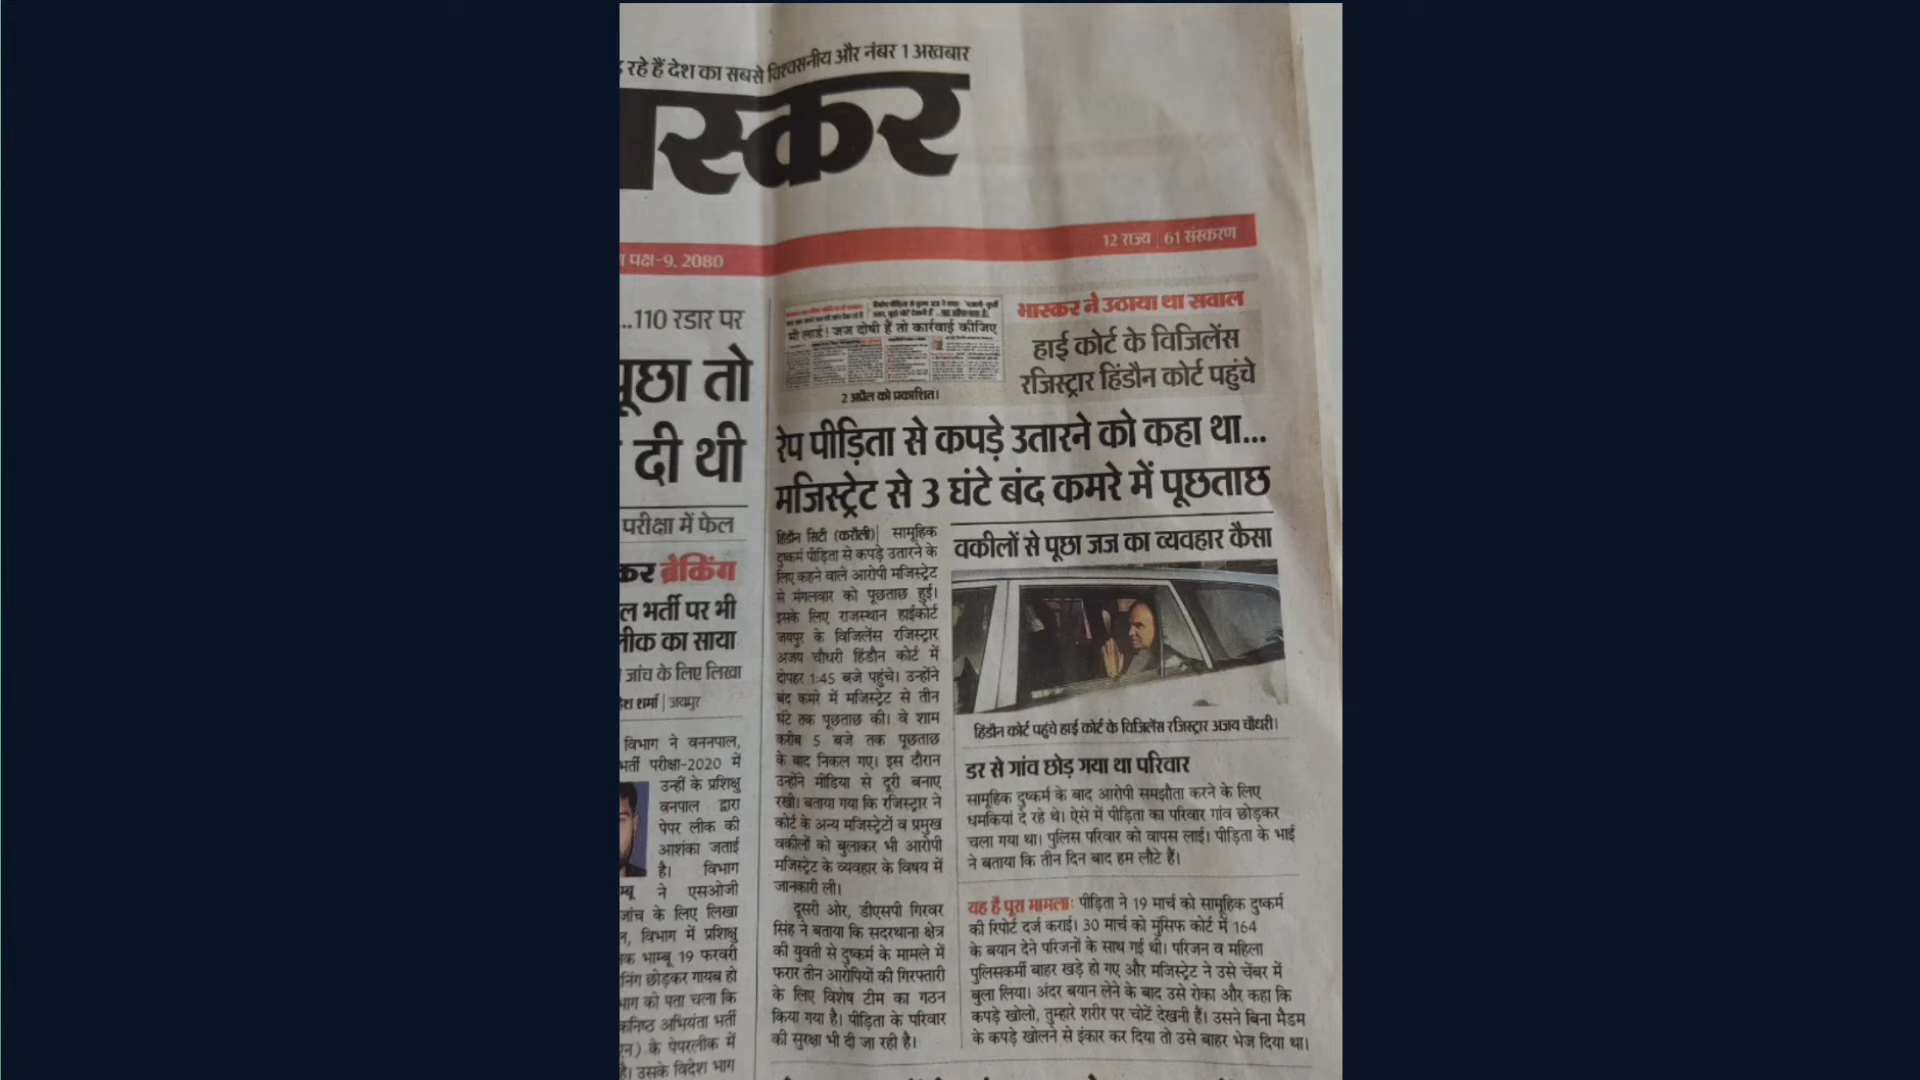 रहे हैं देश का सबसे विश्वसनीय और नंबर 1 अखबार
स्कर
12 राज्य | 61 संस्करण
पक्ष-9, 2080
...110 रडार पर
पूछा तो
दी थी
परीक्षा में फेल
ब्रेकिंग
भर्ती पर भी
लीक का साया
जांच के लिए लिखा
शर्मा | जयपुर
विभाग ने वननपाल,
भर्ती परीक्षा-2020 में
उन्हीं के प्रशिक्षु
वनपाल द्वारा
पेपर लीक की
आशंका जताई
है। विभाग
ने एसओजी
जांच के लिए लिखा
विभाग में प्रशिक्षु
भाम्बू 19 फरवरी
छोड़कर गायब हो
को पता चला कि
कनिष्ठ अभियंता भर्ती
के पेपरलीक में
है। उसके विदेश भाग
मी लार्ड! जज दोषी हैं तो कार्रवाई कीजिए
2 अप्रैल को प्रकाशित।
भास्कर ने उठाया था सवाल
हाई कोर्ट के विजिलेंस
रजिस्ट्रार हिंडौन कोर्ट पहुंचे
रेप पीड़िता से कपड़े उतारने को कहा था...
मजिस्ट्रेट से 3 घंटे बंद कमरे में पूछताछ
हिंडौन सिटी (करौली)| सामूहिक
दुष्कर्म पीड़िता से कपड़े उतारने के
लिए कहने वाले आरोपी मजिस्ट्रेट
से मंगलवार को पूछताछ हुई।
इसके लिए राजस्थान हाईकोर्ट
जयपुर के विजिलेंस रजिस्ट्रार
अजय चौधरी हिंडौन कोर्ट में
दोपहर 1:45 बजे पहुंचे। उन्होंने
बंद कमरे में मजिस्ट्रेट से तीन
घंटे तक पूछताछ की। वे शाम
करीब 5 बजे तक पूछताछ
के बाद निकल गए। इस दौरान
उन्होंने मीडिया से दूरी बनाए
रखी। बताया गया कि रजिस्ट्रार ने
कोर्ट के अन्य मजिस्ट्रेटों व प्रमुख
वकीलों को बुलाकर भी आरोपी
मजिस्ट्रेट के व्यवहार के विषय में
जानकारी ली।
दूसरी ओर, डीएसपी गिरवर
सिंह ने बताया कि सदरथाना क्षेत्र
की युवती से दुष्कर्म के मामले में
फरार तीन आरोपियों की गिरफ्तारी
के लिए विशेष टीम का गठन
किया गया है। पीड़िता के परिवार
की सुरक्षा भी दी जा रही है।
वकीलों से पूछा जज का व्यवहार कैसा
हिंडौन कोर्ट पहुंचे हाई कोर्ट के विजिलेंस रजिस्ट्रार अजय चौधरी।
डर से गांव छोड़ गया था परिवार
सामूहिक दुष्कर्म के बाद आरोपी समझौता करने के लिए
धमकियां दे रहे थे। ऐसे में पीड़िता का परिवार गांव छोड़कर
चला गया था। पुलिस परिवार को वापस लाई। पीड़िता के भाई
ने बताया कि तीन दिन बाद हम लौटे हैं।
यह है पूरा मामला: पीड़िता ने 19 मार्च को सामूहिक दुष्कर्म
की रिपोर्ट दर्ज कराई। 30 मार्च को मुंसिफ कोर्ट में 164
के बयान देने परिजनों के साथ गई थी। परिजन व महिला
पुलिसकर्मी बाहर खड़े हो गए और मजिस्ट्रेट ने उसे चेंबर में
बुला लिया। अंदर बयान लेने के बाद उसे रोका और कहा कि
कपड़े खोलो, तुम्हारे शरीर पर चोटें देखनी हैं। उसने बिना मैडम
के कपड़े खोलने से इंकार कर दिया तो उसे बाहर भेज दिया था।